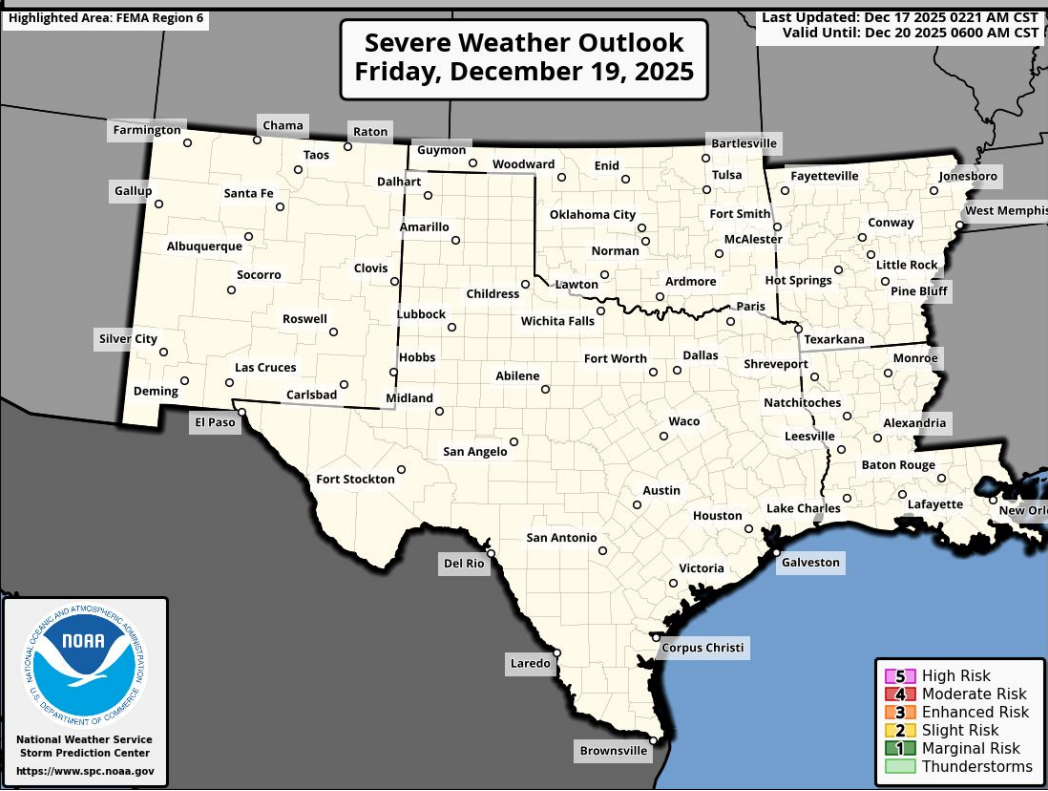 Highlighted Area: FEMA Region 6
Severe Weather Outlook
Friday, December 19, 2025
Last Updated: Dec 17 2025 0221 AM CST
Valid Until: Dec 20 2025 0600 AM CST
Farmington
Chama
Raton
Taos
Guymon
Woodward
Enid
Bartlesville
Tulsa
Fayetteville
Jonesboro
Gallup
Santa Fe
Dalhart
Oklahoma City
Fort Smith
West Memphis
Albuquerque
Amarillo
Norman
McAlester
Conway
Socorro
Clovis
Childress
Lawton
Ardmore
Hot Springs
Little Rock
Pine Bluff
Roswell
Lubbock
Wichita Falls
Paris
Silver City
Texarkana
Las Cruces
Hobbs
Fort Worth
Dallas
Shreveport
Monroe
Deming
Carlsbad
Midland
Abilene
Natchitoches
El Paso
Waco
Leesville
Alexandria
San Angelo
Fort Stockton
Baton Rouge
Austin
Houston
Lake Charles
Lafayette
New Orl
San Antonio
Del Rio
Victoria
Galveston
Laredo
Corpus Christi
Brownsville
NATIONAL OCEANIC AND ATMOSPHERIC ADMINISTRATION
NOAA
U.S. DEPARTMENT OF COMMERCE
National Weather Service
Storm Prediction Center
https://www.spc.noaa.gov
5 High Risk
4 Moderate Risk
3 Enhanced Risk
2 Slight Risk
1 Marginal Risk
Thunderstorms